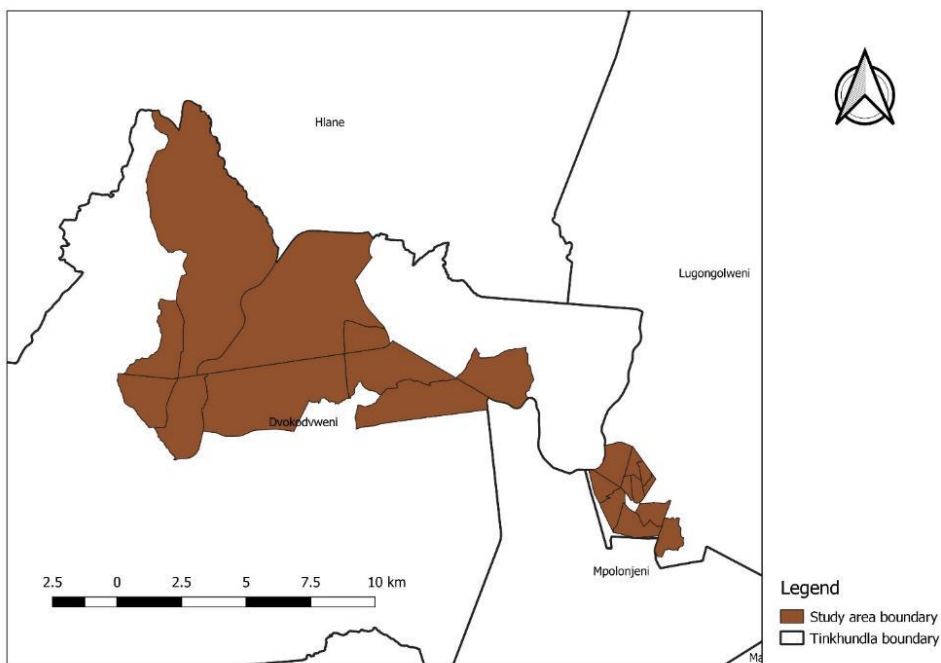 Hlane
Lugongolweni
Dvokodvweni
Mpolonjeni
2.5 0 2.5 5 7.5 10 km
Legend
Study area boundary
Tinkhundla boundary
Ma